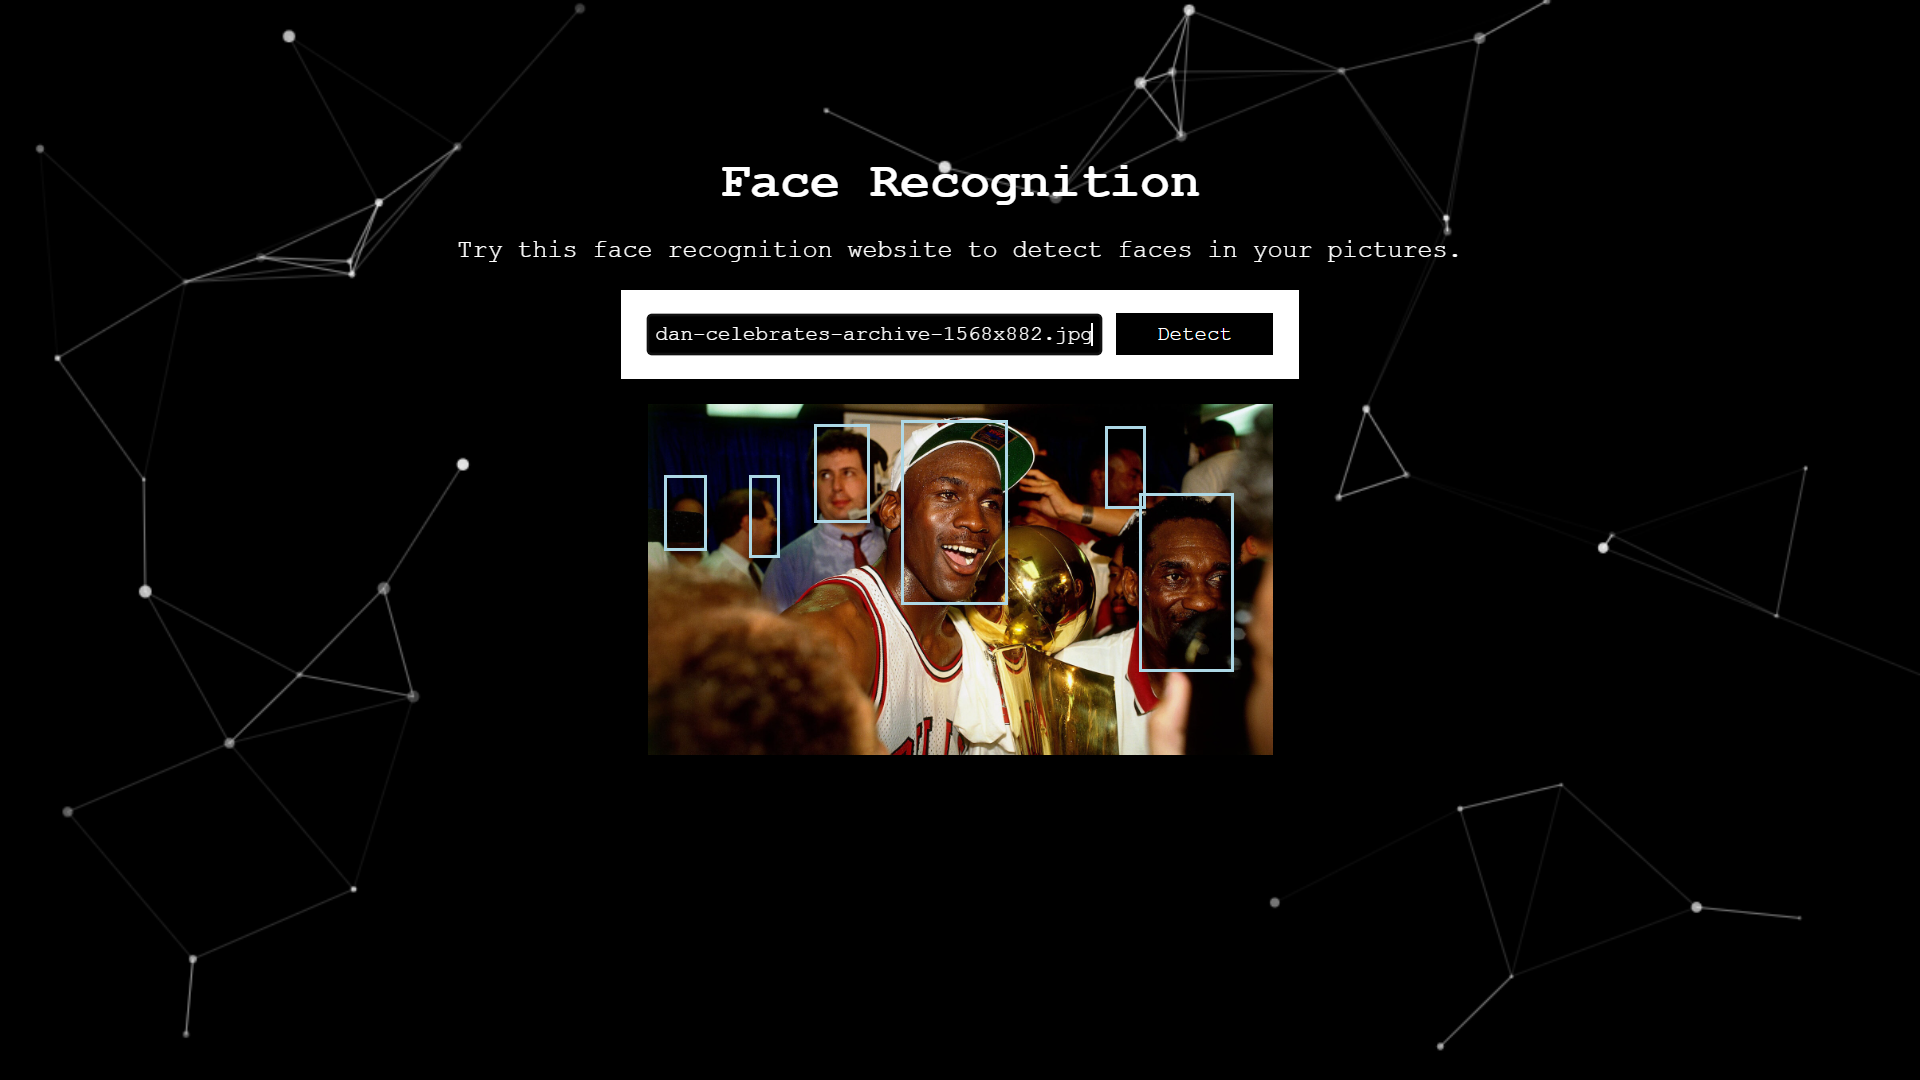 Face Recognition
Try this face recognition website to detect faces in your pictures.
dan-celebrates-archive-1568x882.jpg
Detect